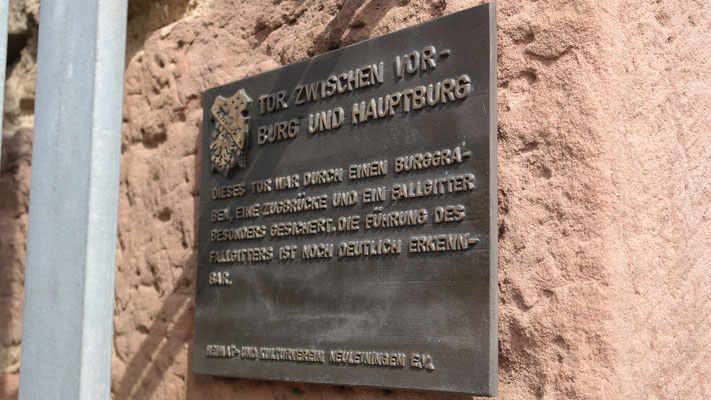 TOR ZWISCHEN VOR-
BURG UND HAUPTBURG
DIESES TOR WAR DURCH EINEN BURGGRA-
BEN, EINE ZUGBRÜCKE UND EIN FALLGITTER
BESONDERS GESICHERT. DIE FÜHRUNG DES
FALLGITTERS IST NOCH DEUTLICH ERKENN-
BAR.
HEIMAT- UND KULTURVEREIN NEULEININGEN E.V.